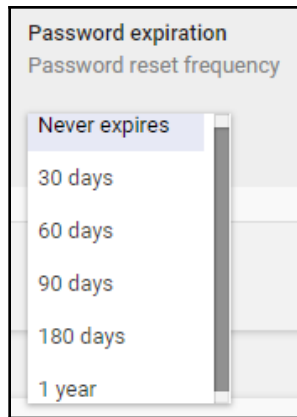 Password expiration
Password reset frequency
Never expires
30 days
60 days
90 days
180 days
1 year